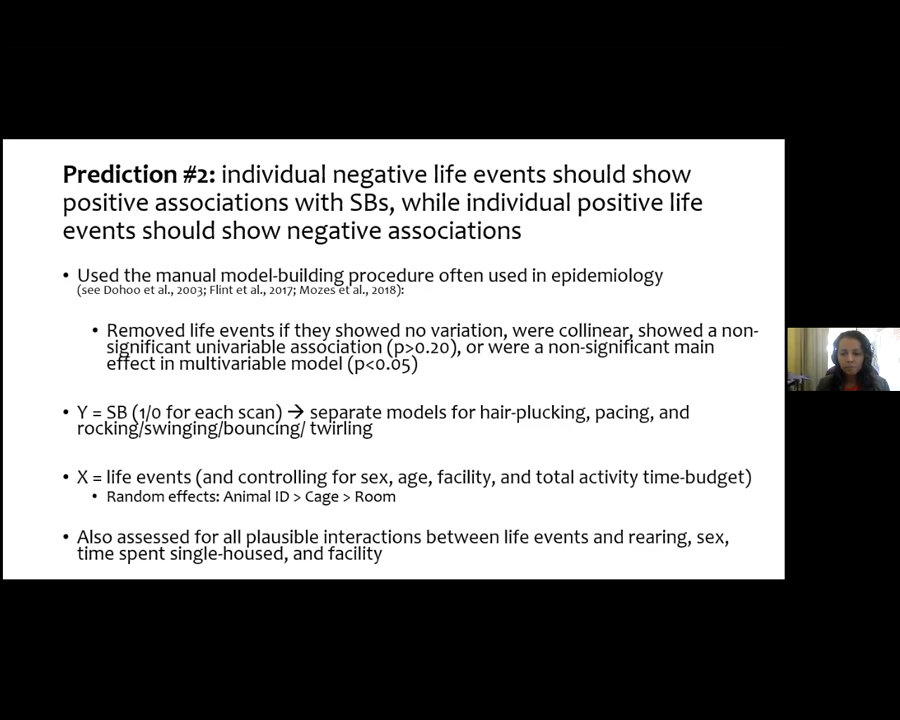 Prediction #2: individual negative life events should show
positive associations with SBs, while individual positive life
events should show negative associations
• Used the manual model-building procedure often used in epidemiology
(see Dohoo et al., 2003; Flint et al., 2017; Mozes et al., 2018):
• Removed life events if they showed no variation, were collinear, showed a non-
significant univariable association (p>0.20), or were a non-significant main
effect in multivariable model (p<0.05)
• Y = SB (1/0 for each scan) → separate models for hair-plucking, pacing, and
rocking/swinging/bouncing/ twirling
• X = life events (and controlling for sex, age, facility, and total activity time-budget)
• Random effects: Animal ID > Cage > Room
• Also assessed for all plausible interactions between life events and rearing, sex,
time spent single-housed, and facility